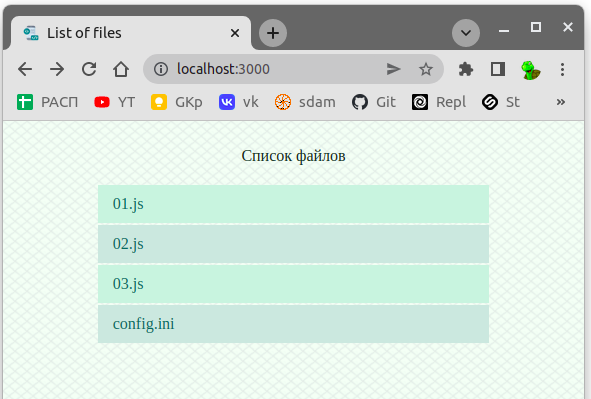 List of files
localhost:3000
РАСП YT GKp vk sdam Git Repl St »
Список файлов
01.js
02.js
03.js
config.ini